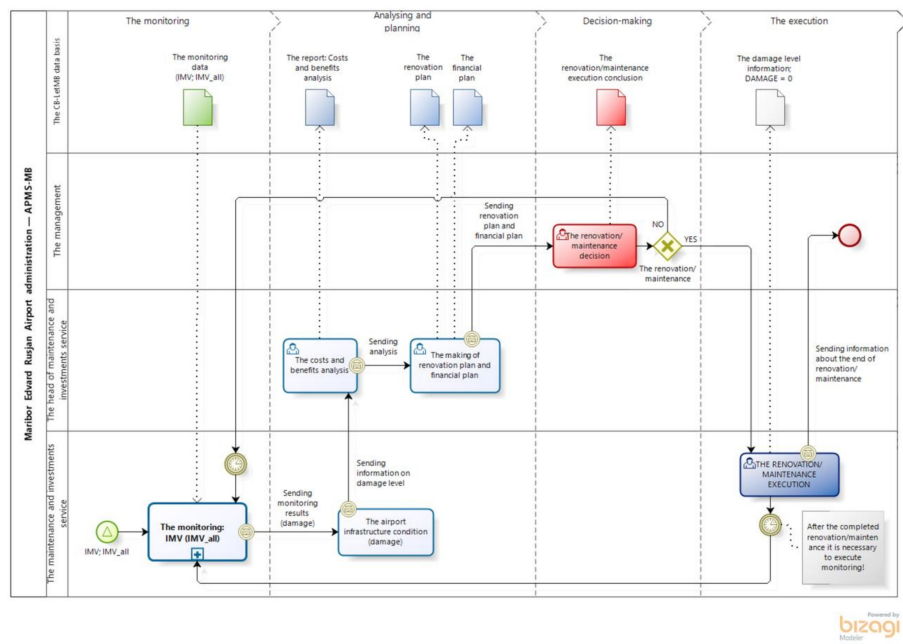 The monitoring
Analysing and
planning
Decision-making
The execution
Maribor Edvard Rusjan Airport administration — APMS-MB
The CB-LetMB data basis
The monitoring
data
(IMV; IMV_all)
The report: Costs
and benefits
analysis
The
renovation
plan
The
financial
plan
The
renovation/maintenance
execution conclusion
The damage level
information;
DAMAGE = 0
The management
Sending
renovation
plan and
financial plan
The renovation/
maintenance
decision
NO
YES
The renovation/
maintenance
The head of maintenance and
investments service
The costs and
benefits analysis
Sending
analysis
The making of
renovation plan and
financial plan
Sending information
about the end of
renovation/
maintenance
The maintenance and investments
service
IMV; IMV_all
The monitoring:
IMV (IMV_all)
Sending
monitoring
results
(damage)
Sending
information on
damage level
The airport
infrastructure condition
(damage)
THE RENOVATION/
MAINTENANCE
EXECUTION
After the completed
renovation/mainten
ance it is necessary
to execute
monitoring!
Powered by
bizagi
Modeler